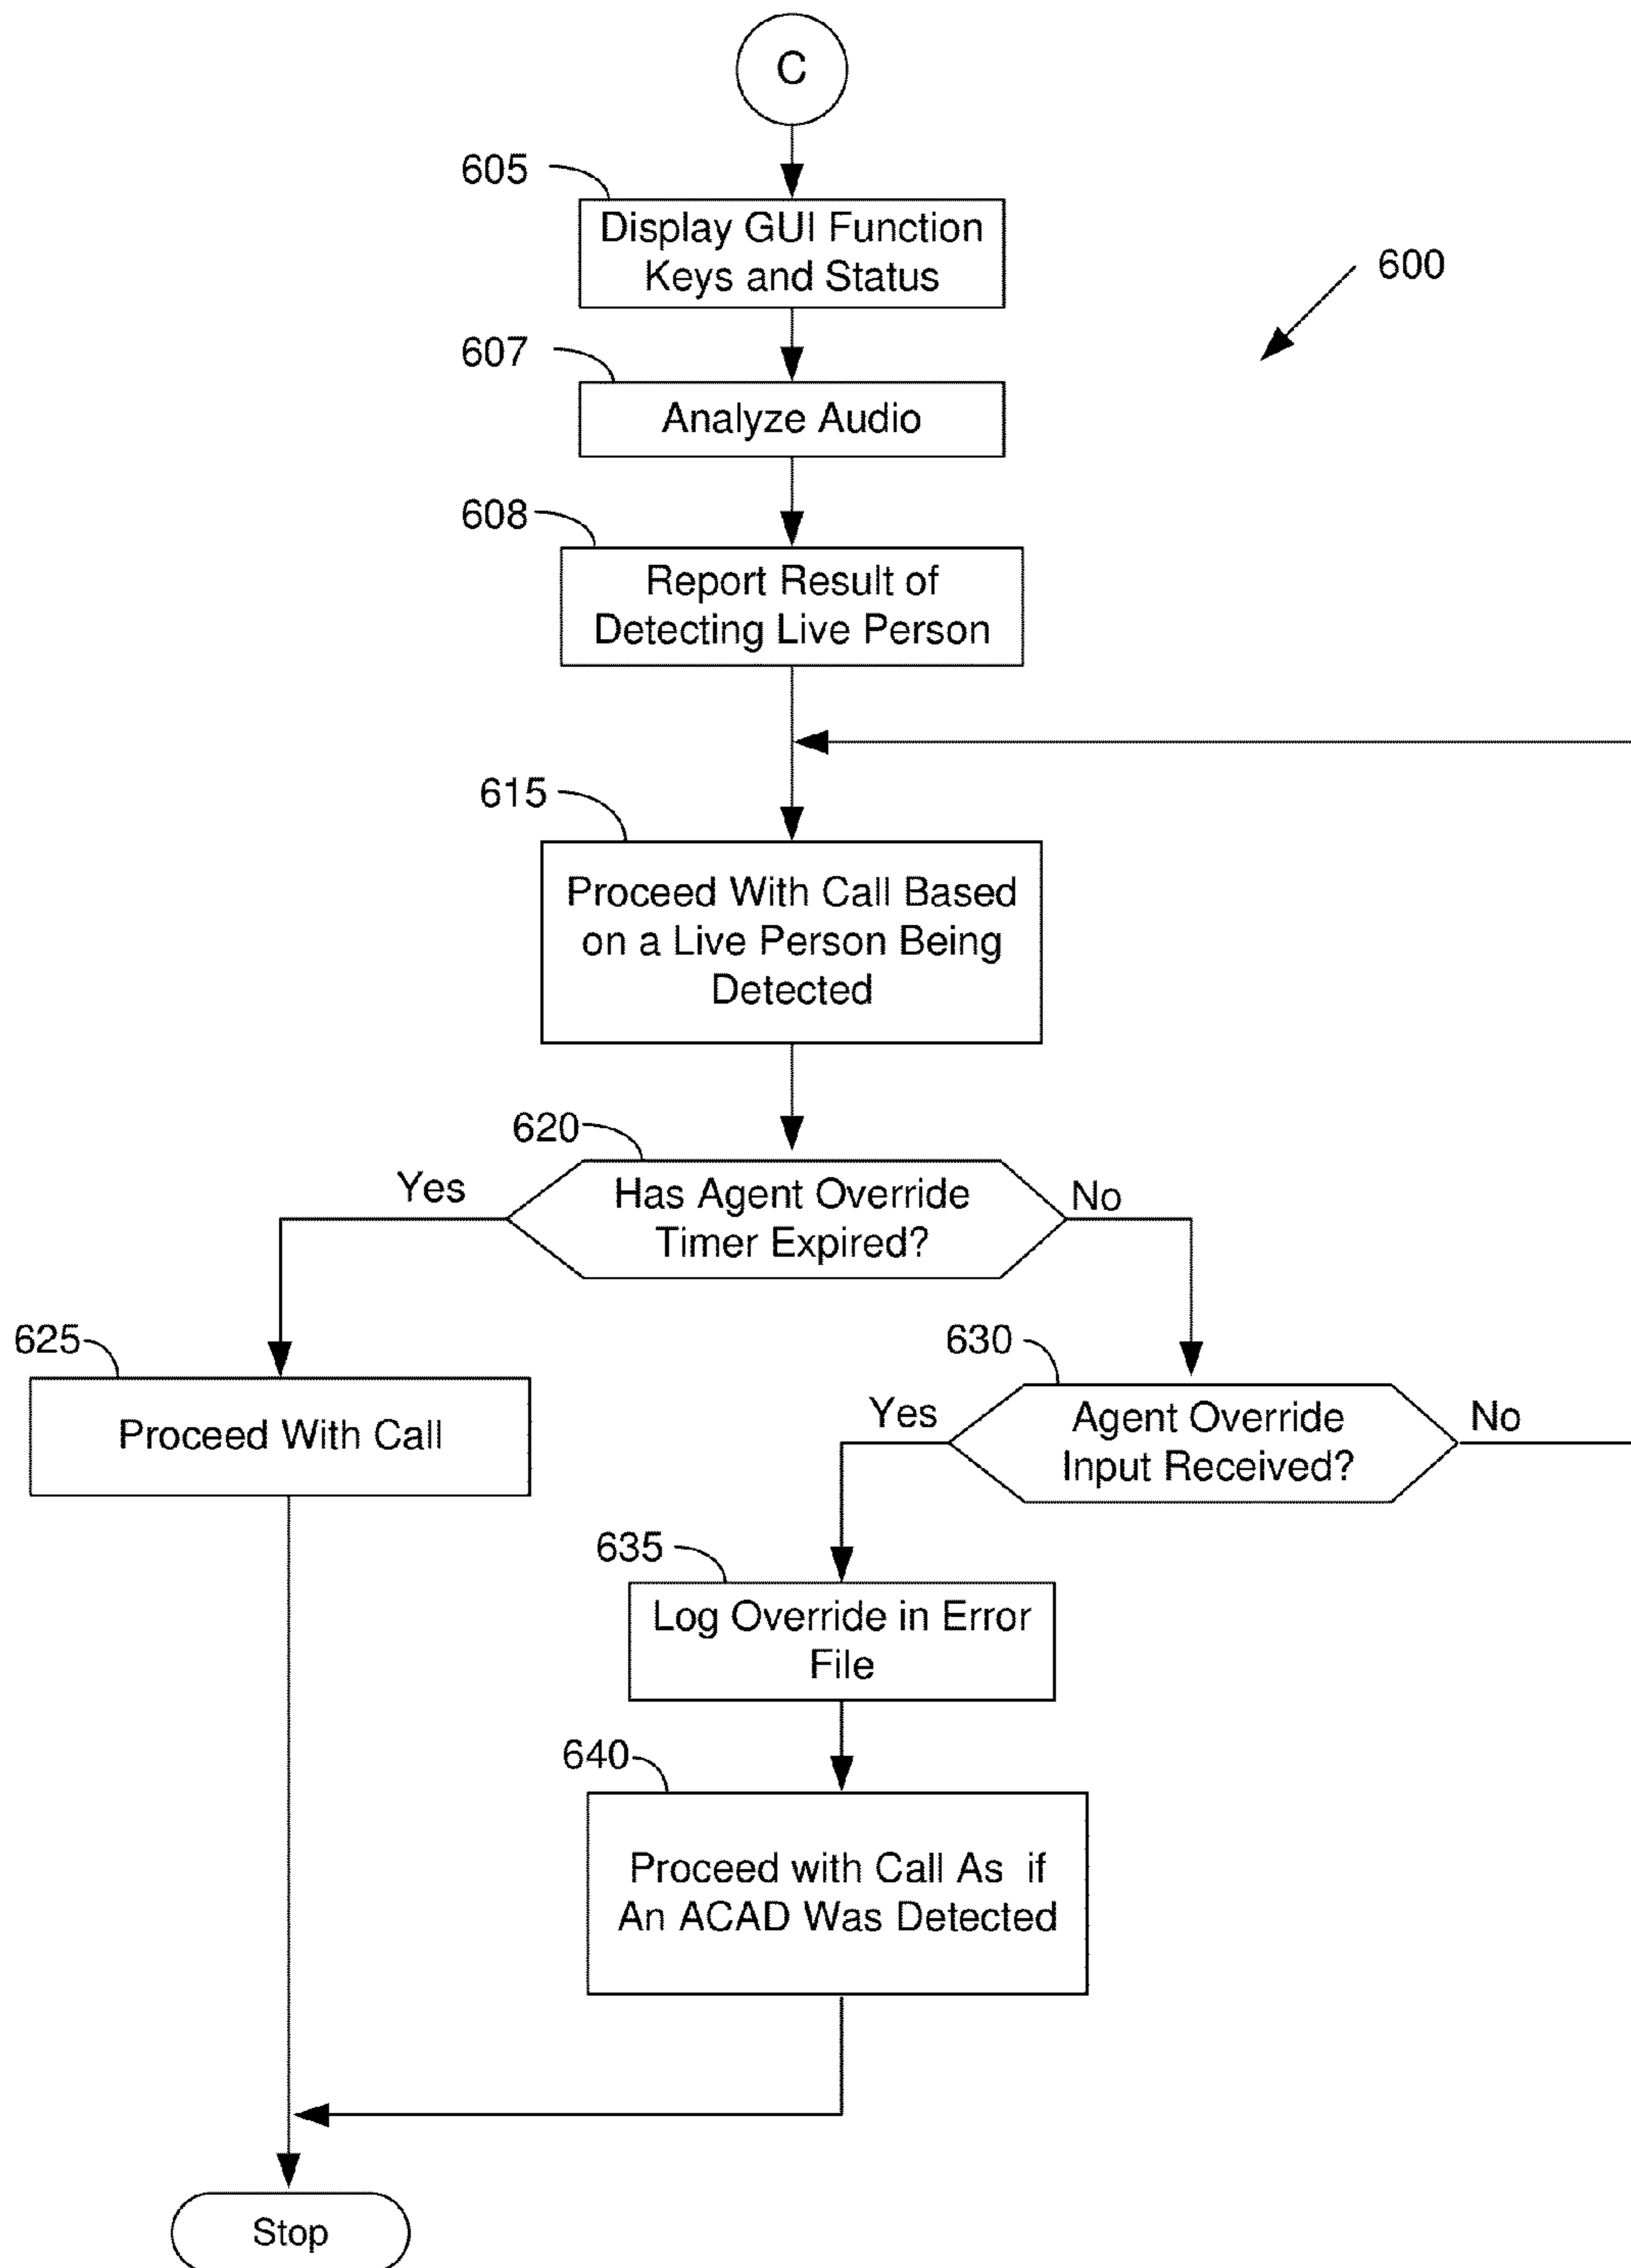 C
605
Display GUI Function
Keys and Status
600
607
Analyze Audio
608
Report Result of
Detecting Live Person
615
Proceed With Call Based
on a Live Person Being
Detected
620
Yes
Has Agent Override
Timer Expired?
No
625
Proceed With Call
630
Yes
Agent Override
Input Received?
No
635
Log Override in Error
File
640
Proceed with Call As if
An ACAD Was Detected
Stop